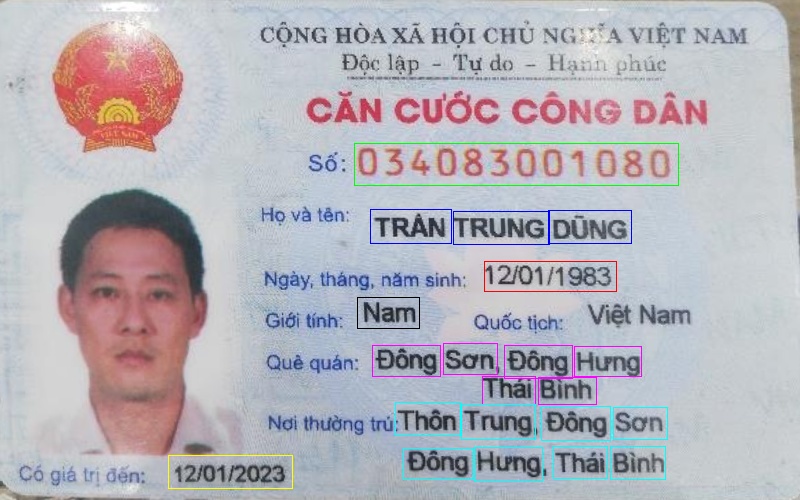 CỘNG HÒA XÃ HỘI CHỦ NGHĨA VIỆT NAM
Độc lập - Tự do - Hạnh phúc
CĂN CƯỚC CÔNG DÂN
Số: 034083001080
Họ và tên: TRẦN TRUNG DŨNG
Ngày, tháng, năm sinh: 12/01/1983
Giới tính: Nam Quốc tịch: Việt Nam
Quê quán: Đông Sơn, Đông Hưng
Thái Bình
Nơi thường trú: Thôn Trung, Đông Sơn
Đông Hưng, Thái Bình
Có giá trị đến: 12/01/2023